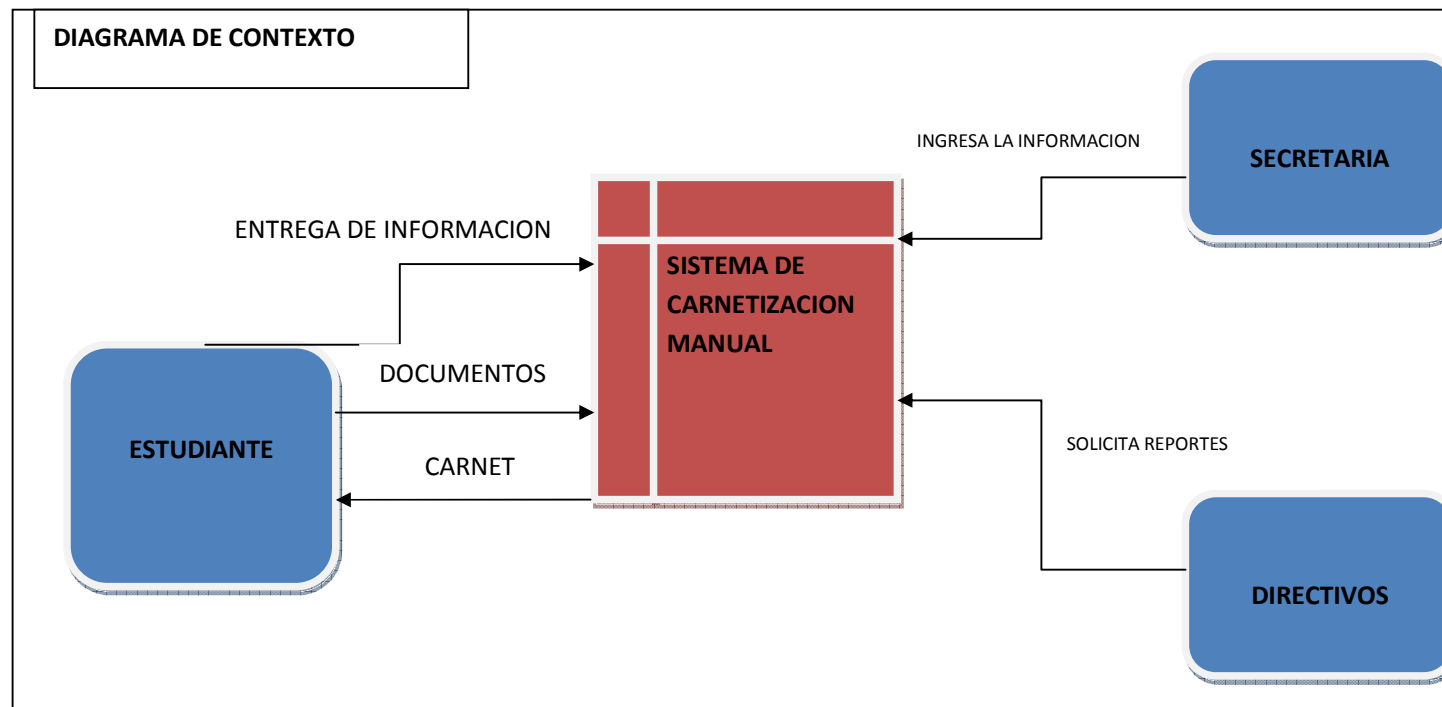 DIAGRAMA DE CONTEXTO
INGRESA LA INFORMACION
SECRETARIA
ENTREGA DE INFORMACION
SISTEMA DE
CARNETIZACION
MANUAL
DOCUMENTOS
ESTUDIANTE
CARNET
SOLICITA REPORTES
DIRECTIVOS